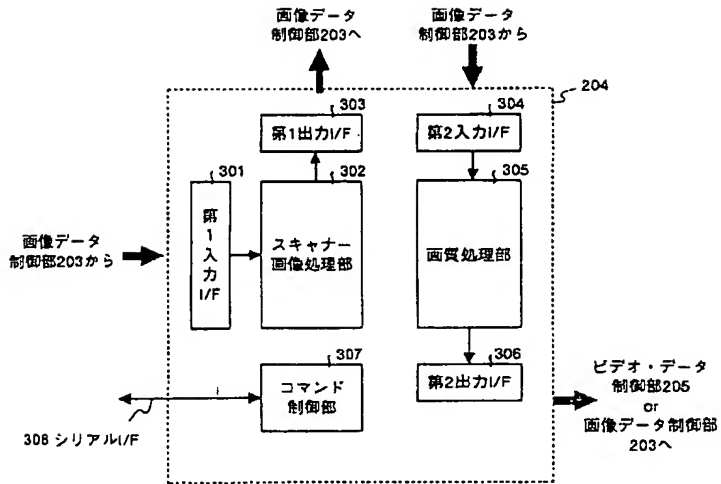 画像データ
制御部203へ
画像データ
制御部203から
204
303
第1出力I/F
304
第2入力I/F
301
第1入力I/F
302
スキャナー
画像処理部
305
画質処理部
画像データ
制御部203から
307
コマンド
制御部
306
第2出力I/F
308 シリアルI/F
ビデオ・データ
制御部205
or
画像データ制御部
203へ